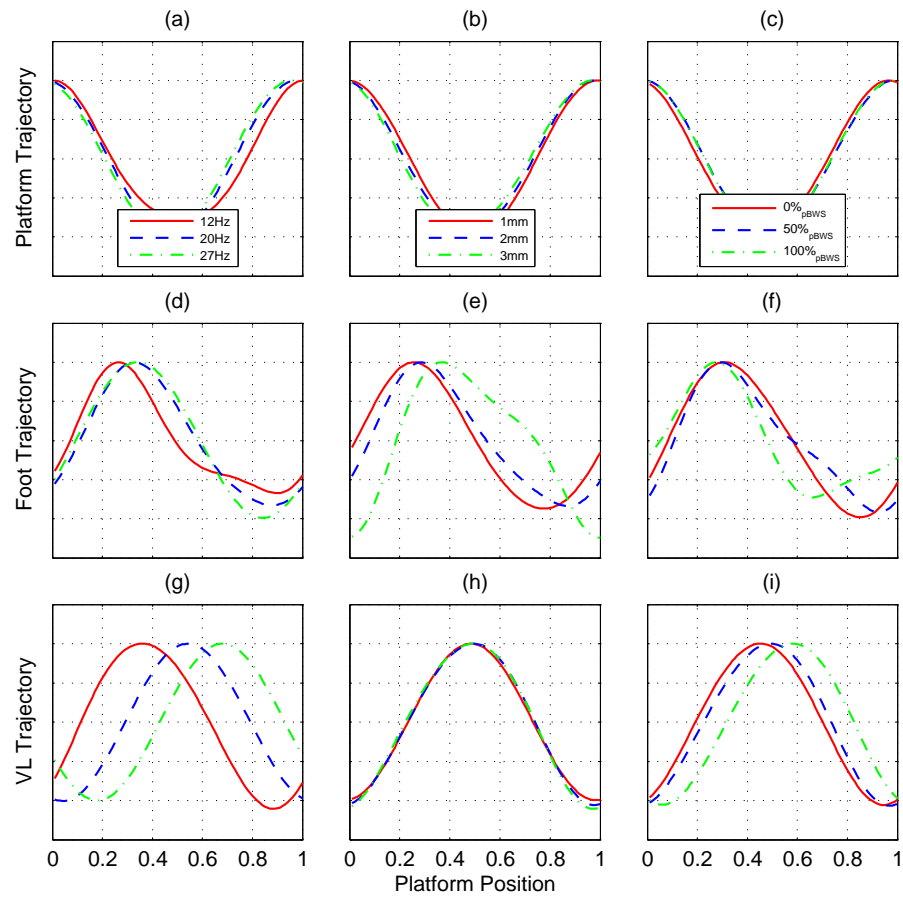 (a) (b) (c)
Platform Trajectory
12Hz
20Hz
27Hz
1mm
2mm
3mm
0%pBWS
50%pBWS
100%pBWS
(d) (e) (f)
Foot Trajectory
(g) (h) (i)
VL Trajectory
0 0.2 0.4 0.6 0.8 1 0 0.2 0.4 0.6 0.8 1 0 0.2 0.4 0.6 0.8 1
Platform Position